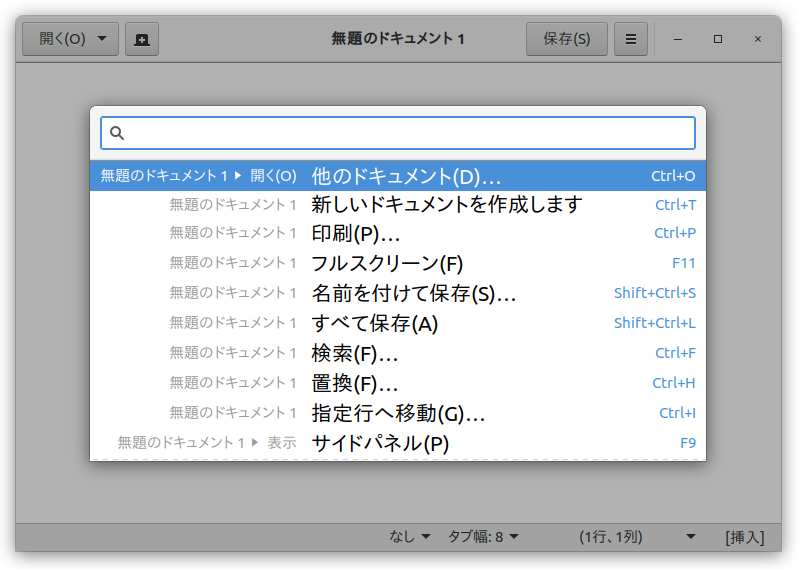 開く(O) 無題のドキュメント 1 保存(S)
無題のドキュメント 1 ▸ 開く(O) 他のドキュメント(D)... Ctrl+O
無題のドキュメント 1 新しいドキュメントを作成します Ctrl+T
無題のドキュメント 1 印刷(P)... Ctrl+P
無題のドキュメント 1 フルスクリーン(F) F11
無題のドキュメント 1 名前を付けて保存(S)... Shift+Ctrl+S
無題のドキュメント 1 すべて保存(A) Shift+Ctrl+L
無題のドキュメント 1 検索(F)... Ctrl+F
無題のドキュメント 1 置換(F)... Ctrl+H
無題のドキュメント 1 指定行へ移動(G)... Ctrl+I
無題のドキュメント 1 ▸ 表示 サイドパネル(P) F9
なし タブ幅: 8 (1行、1列) [挿入]